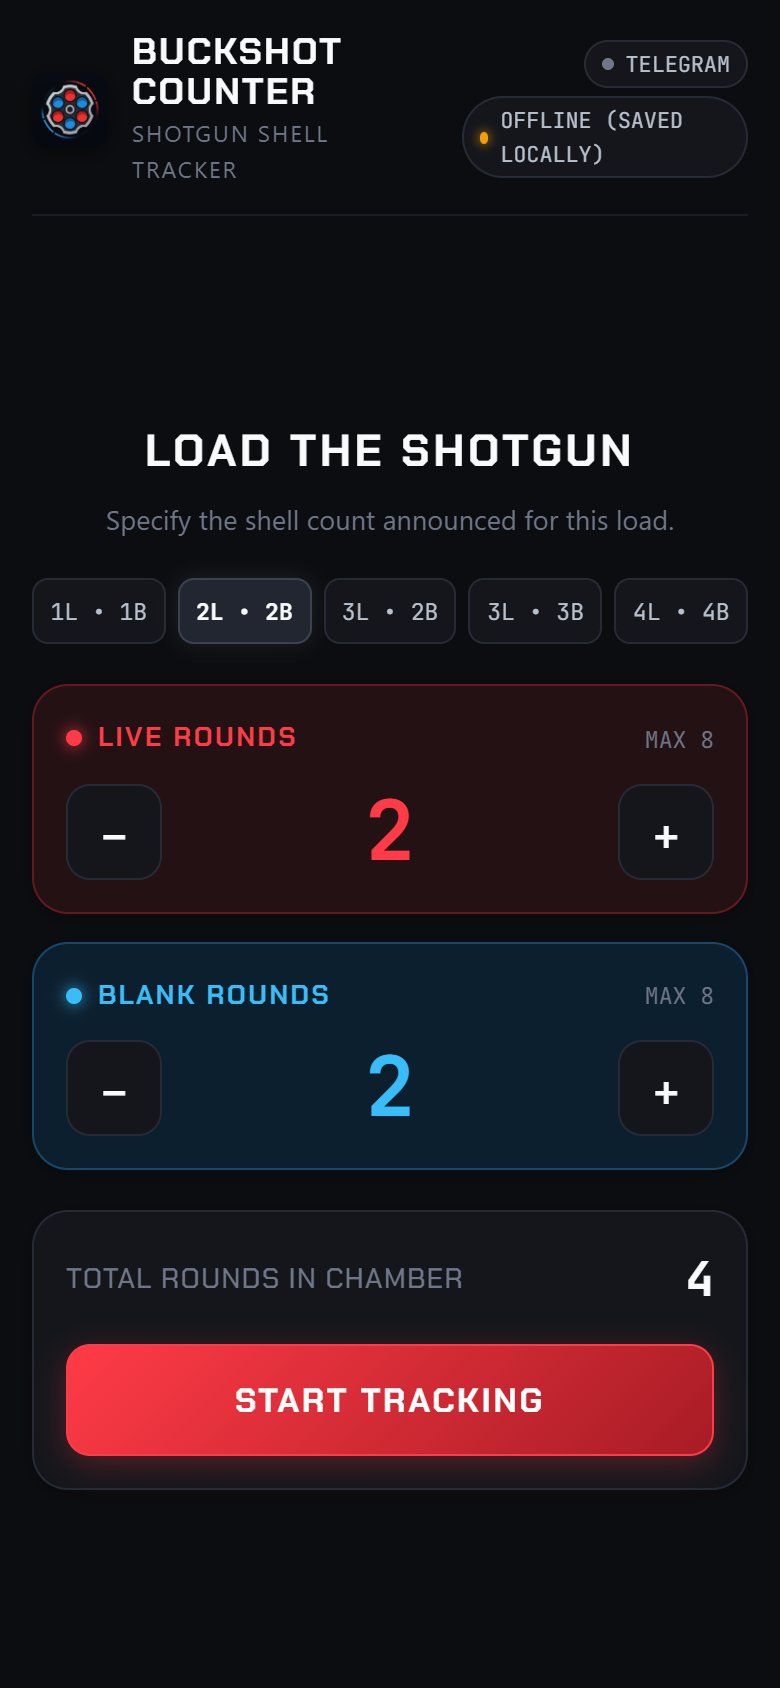 BUCKSHOT
COUNTER
SHOTGUN SHELL
TRACKER
TELEGRAM
OFFLINE (SAVED
LOCALLY)
LOAD THE SHOTGUN
Specify the shell count announced for this load.
1L • 1B
2L • 2B
3L • 2B
3L • 3B
4L • 4B
LIVE ROUNDS
MAX 8
– 2 +
BLANK ROUNDS
MAX 8
– 2 +
TOTAL ROUNDS IN CHAMBER
4
START TRACKING